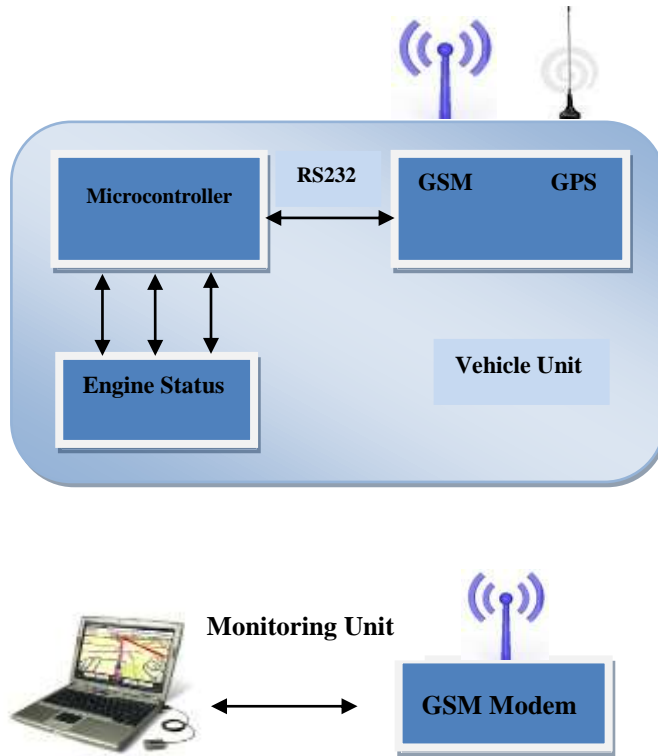 RS232
Microcontroller
GSM GPS
Engine Status
Vehicle Unit
Monitoring Unit
GSM Modem